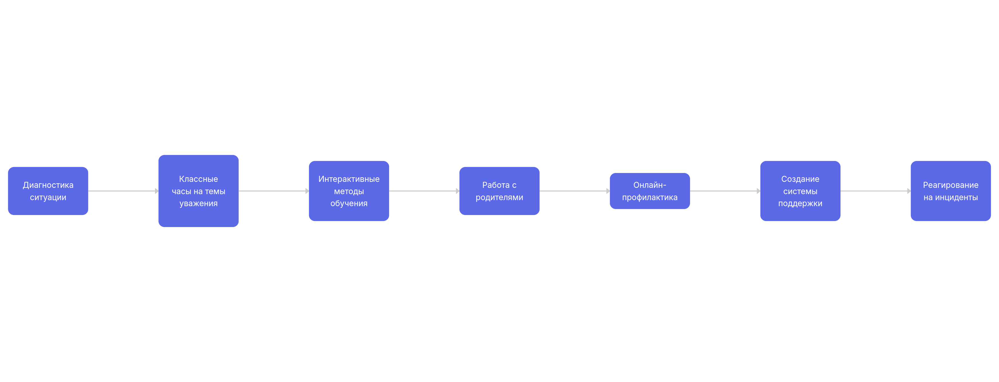 Диагностика
ситуации
Классные
часы на темы
уважения
Интерактивные
методы
обучения
Работа с
родителями
Онлайн-
профилактика
Создание
системы
поддержки
Реагирование
на инциденты